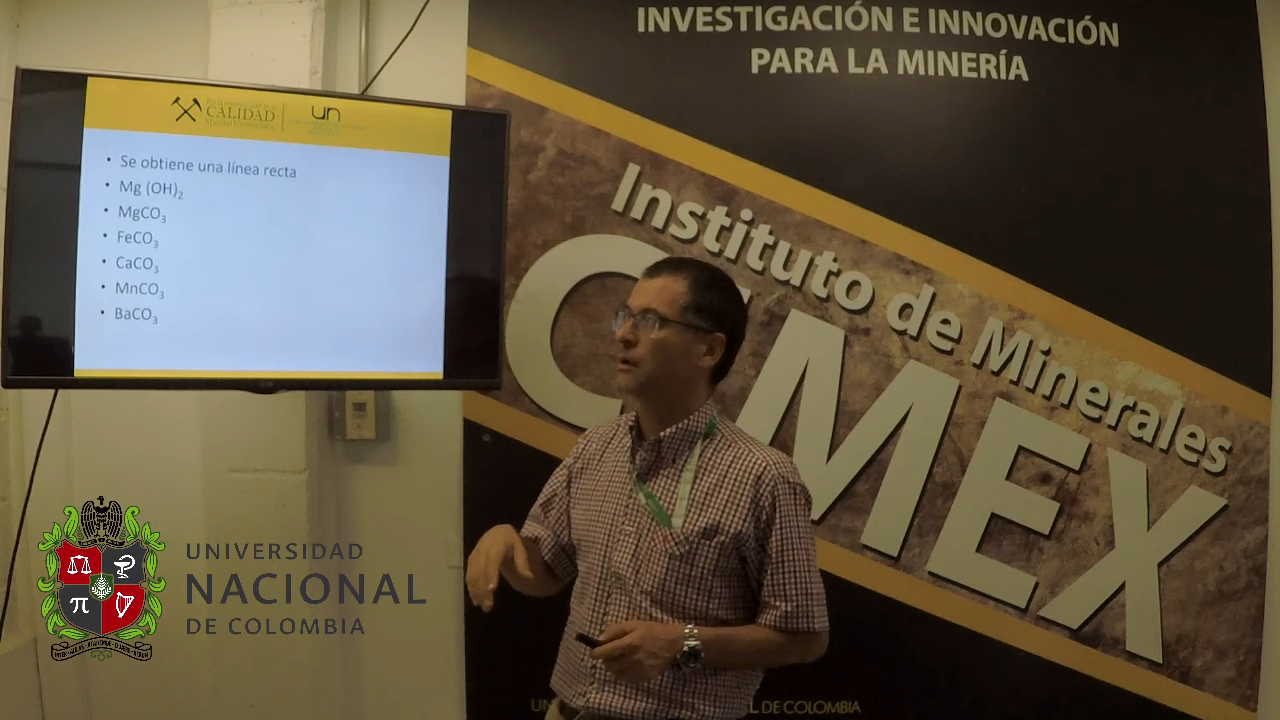 INVESTIGACIÓN E INNOVACIÓN
PARA LA MINERÍA
CALIDAD
un
• Se obtiene una línea recta
• Mg (OH)₂
• MgCO₃
• FeCO₃
• CaCO₃
• MnCO₃
• BaCO₃
Instituto de Minerales
C MEX
UNIVERSIDAD
NACIONAL
DE COLOMBIA
π
DE COLOMBIA